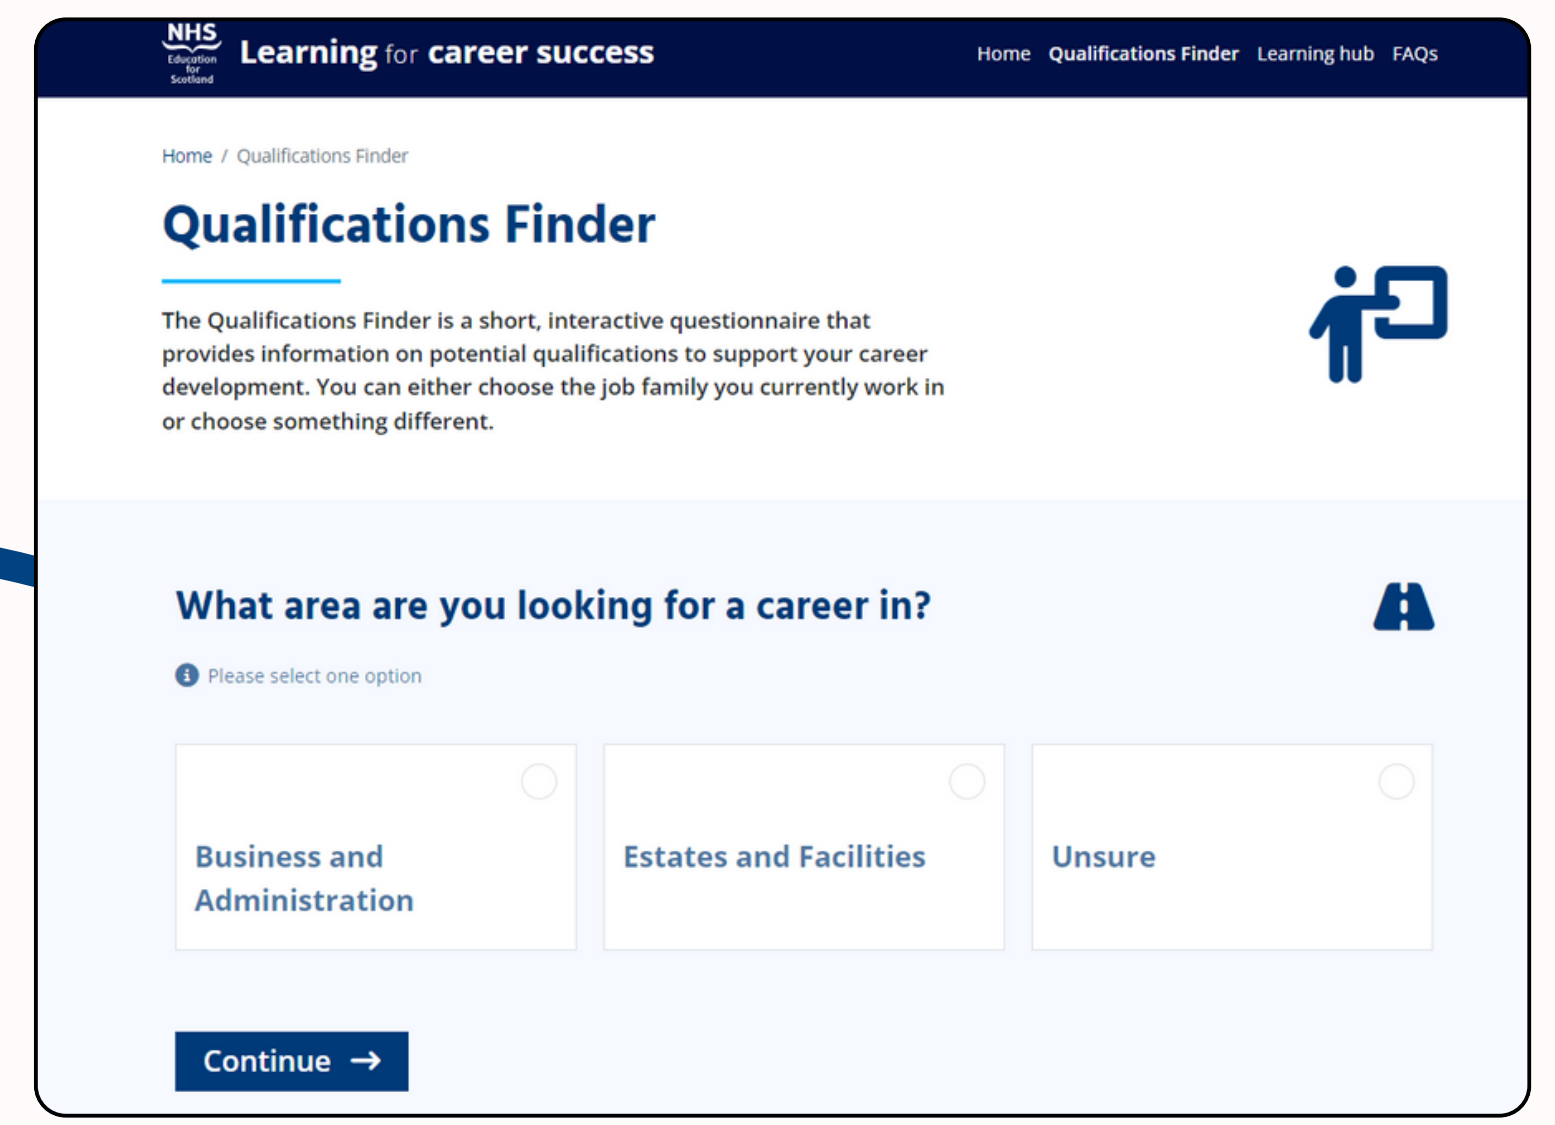 NHS
Education
for
Scotland
Learning for career success
Home Qualifications Finder Learning hub FAQs
Home / Qualifications Finder
Qualifications Finder
The Qualifications Finder is a short, interactive questionnaire that
provides information on potential qualifications to support your career
development. You can either choose the job family you currently work in
or choose something different.
What area are you looking for a career in?
Please select one option
Business and
Administration
Estates and Facilities
Unsure
Continue →